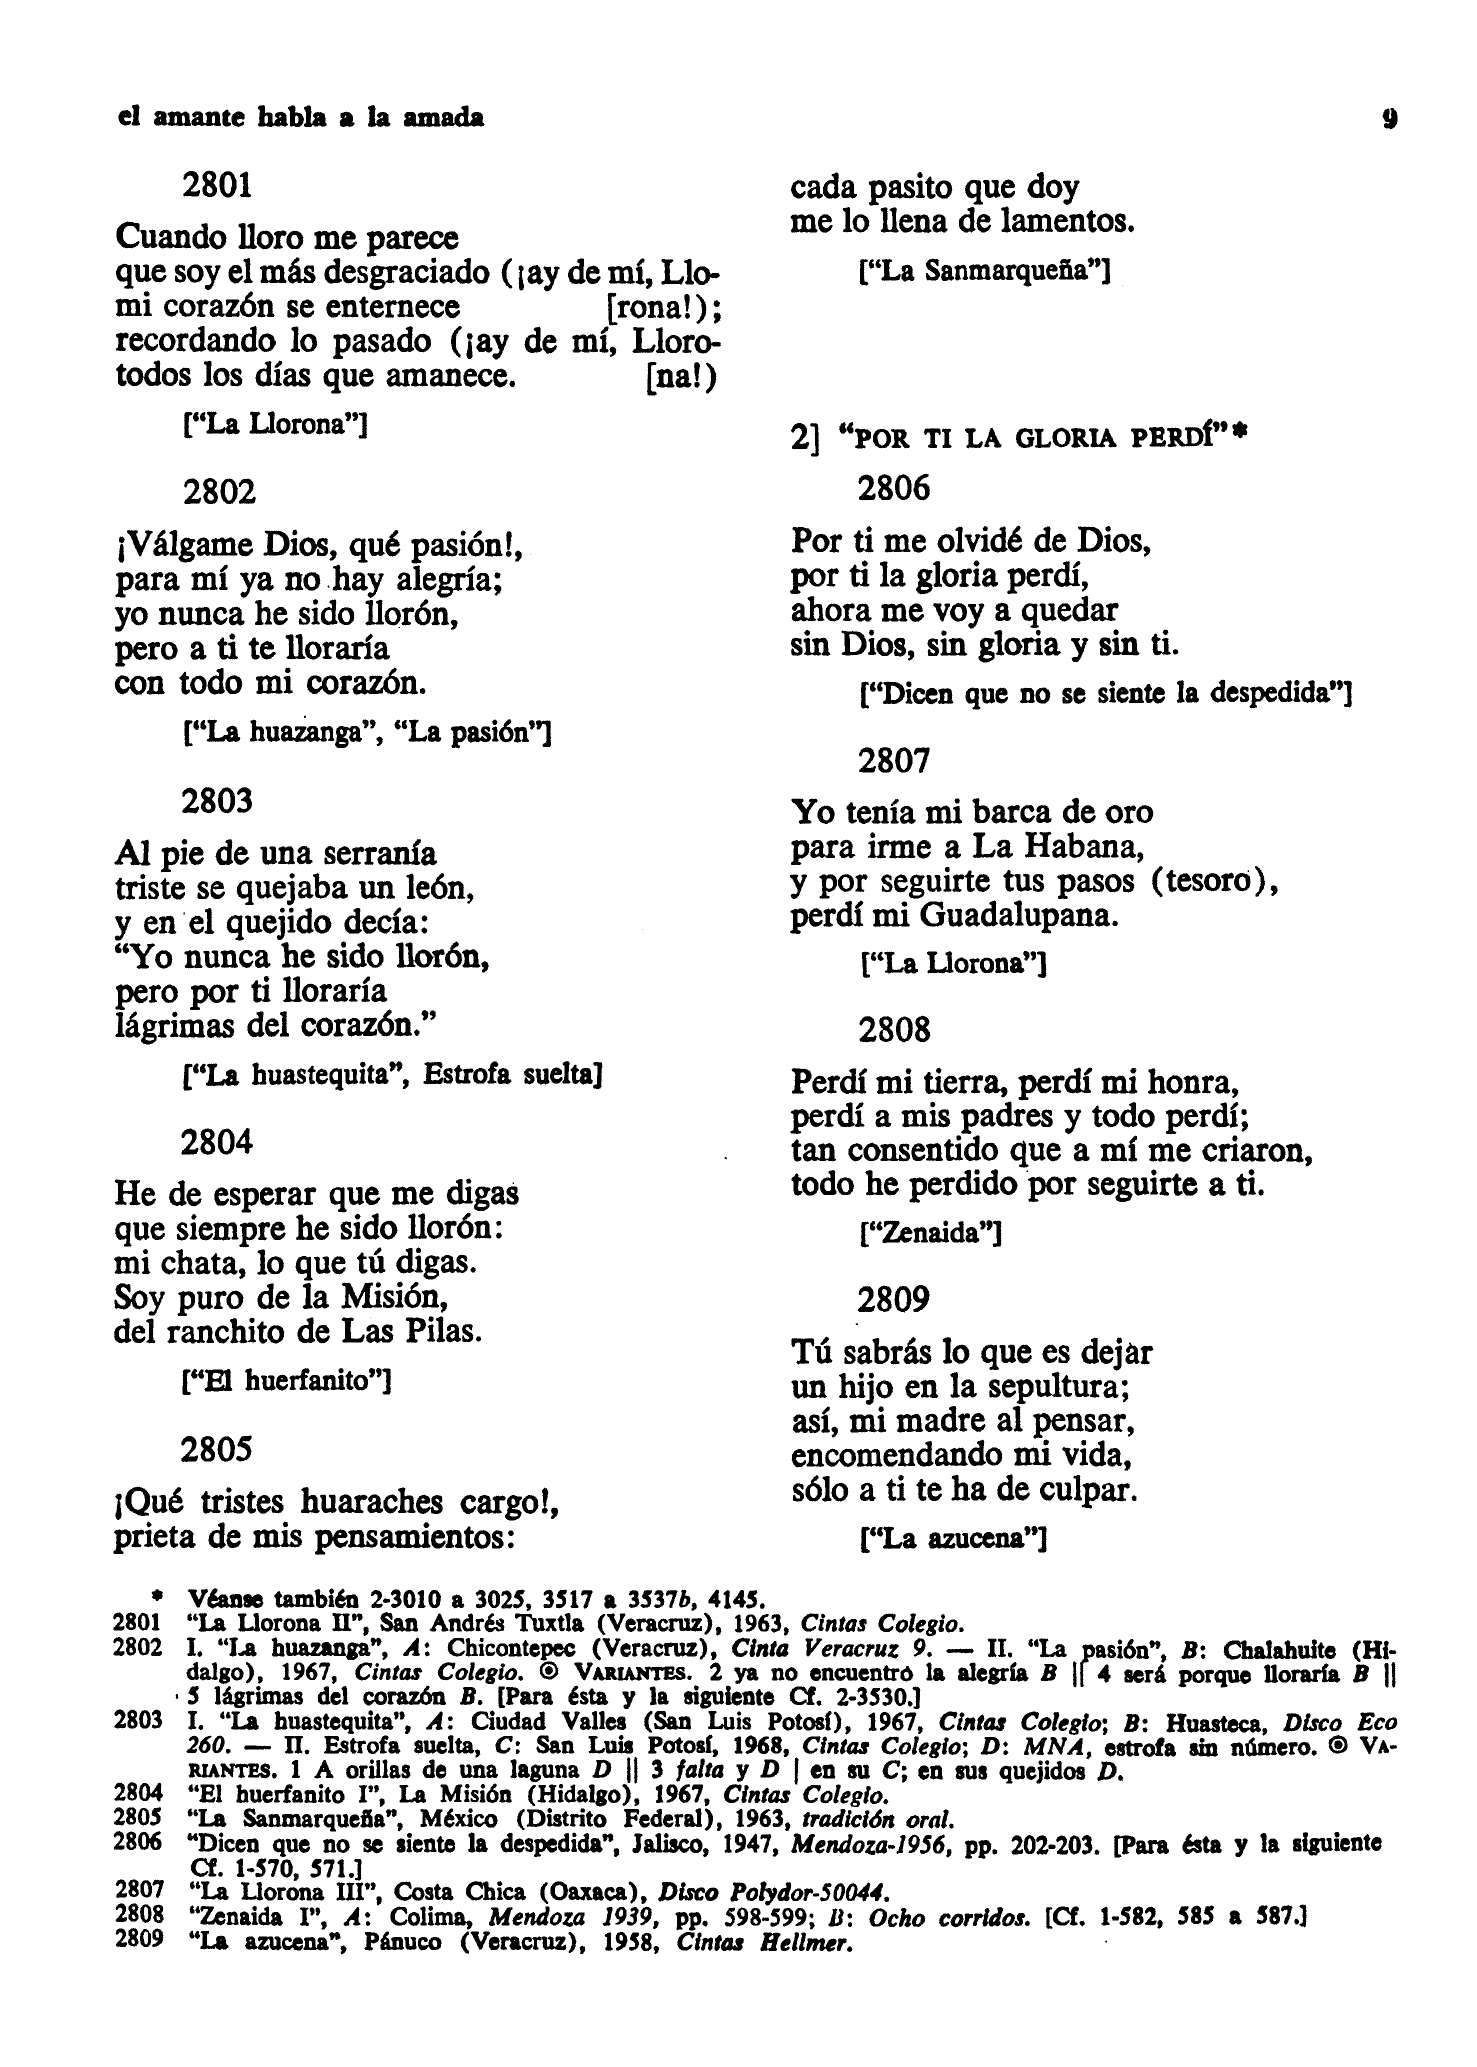 el amante habla a la amada
9
2801
Cuando lloro me parece
que soy el más desgraciado (¡ay de mí, Llo-
mi corazón se enternece [rona!);
recordando lo pasado (¡ay de mí, Lloro-
todos los días que amanece. [na!)
["La Llorona"]
2802
¡Válgame Dios, qué pasión!,
para mí ya no hay alegría;
yo nunca he sido llorón,
pero a ti te lloraría
con todo mi corazón.
["La huazanga", "La pasión"]
2803
Al pie de una serranía
triste se quejaba un león,
y en el quejido decía:
"Yo nunca he sido llorón,
pero por ti lloraría
lágrimas del corazón."
["La huastequita", Estrofa suelta]
2804
He de esperar que me digas
que siempre he sido llorón:
mi chata, lo que tú digas.
Soy puro de la Misión,
del ranchito de Las Pilas.
["El huerfanito"]
2805
¡Qué tristes huaraches cargo!,
prieta de mis pensamientos:
cada pasito que doy
me lo llena de lamentos.
["La Sanmarqueña"]
2] "POR TI LA GLORIA PERDÍ"*
2806
Por ti me olvidé de Dios,
por ti la gloria perdí,
ahora me voy a quedar
sin Dios, sin gloria y sin ti.
["Dicen que no se siente la despedida"]
2807
Yo tenía mi barca de oro
para irme a La Habana,
y por seguirte tus pasos (tesoro),
perdí mi Guadalupana.
["La Llorona"]
2808
Perdí mi tierra, perdí mi honra,
perdí a mis padres y todo perdí;
tan consentido que a mí me criaron,
todo he perdido por seguirte a ti.
["Zenaida"]
2809
Tú sabrás lo que es dejar
un hijo en la sepultura;
así, mi madre al pensar,
encomendando mi vida,
sólo a ti te ha de culpar.
["La azucena"]
* Véanse también 2-3010 a 3025, 3517 a 3537b, 4145.
2801 "La Llorona II", San Andrés Tuxtla (Veracruz), 1963, Cintas Colegio.
2802 I. "La huazanga", A: Chicontepec (Veracruz), Cinta Veracruz 9. — II. "La pasión", B: Chalahuite (Hi-
dalgo), 1967, Cintas Colegio. ® VARIANTES. 2 ya no encuentro la alegría B || 4 será porque lloraría B ||
5 lágrimas del corazón B. [Para ésta y la siguiente Cf. 2-3530.]
2803 I. "La huastequita", A: Ciudad Valles (San Luis Potosí), 1967, Cintas Colegio; B: Huasteca, Disco Eco
260. — II. Estrofa suelta, C: San Luis Potosí, 1968, Cintas Colegio; D: MNA, estrofa sin número. ® VA-
RIANTES. 1 A orillas de una laguna D || 3 falta y D | en su C; en sus quejidos D.
2804 "El huerfanito I", La Misión (Hidalgo), 1967, Cintas Colegio.
2805 "La Sanmarqueña", México (Distrito Federal), 1963, tradición oral.
2806 "Dicen que no se siente la despedida", Jalisco, 1947, Mendoza-1956, pp. 202-203. [Para ésta y la siguiente
Cf. 1-570, 571.]
2807 "La Llorona III", Costa Chica (Oaxaca), Disco Polydor-50044.
2808 "Zenaida I", A: Colima, Mendoza 1939, pp. 598-599; B: Ocho corridos. [Cf. 1-582, 585 a 587.]
2809 "La azucena", Pánuco (Veracruz), 1958, Cintas Hellmer.